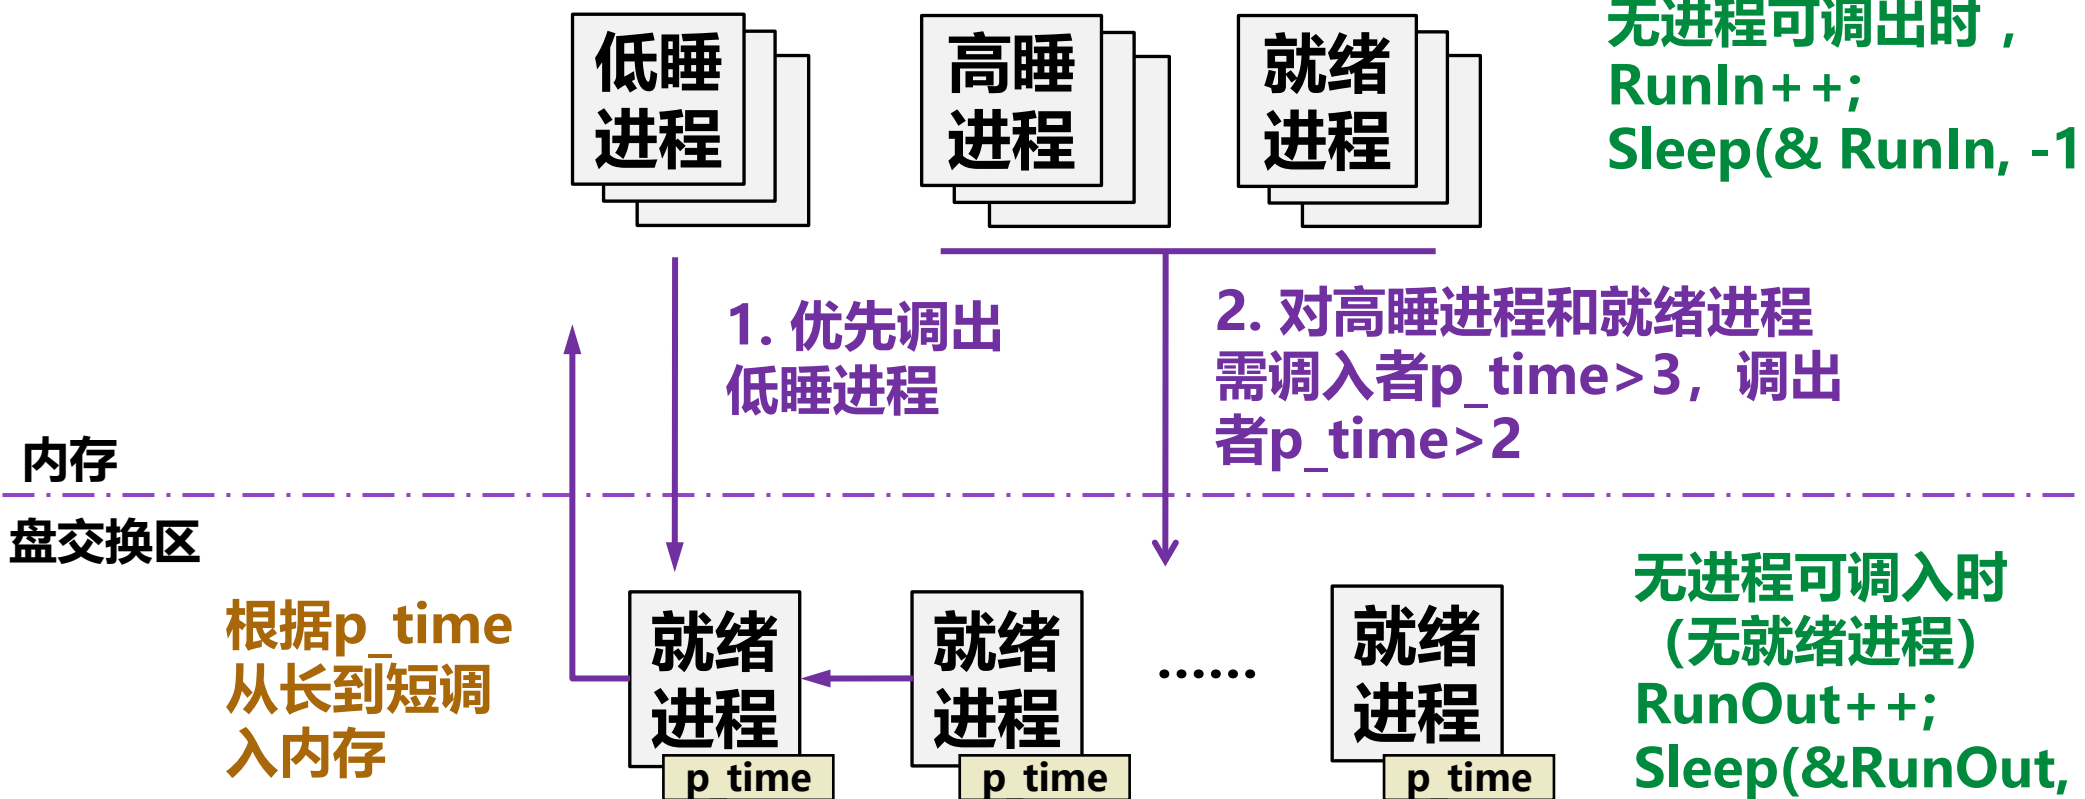 低睡
进程
高睡
进程
就绪
进程
无进程可调出时，
RunIn++;
Sleep(& RunIn, -1
1. 优先调出
低睡进程
2. 对高睡进程和就绪进程
需调入者p_time>3，调出
者p_time>2
内存
盘交换区
根据p_time
从长到短调
入内存
就绪
进程
p_time
就绪
进程
p_time
······
就绪
进程
p_time
无进程可调入时
（无就绪进程）
RunOut++;
Sleep(&RunOut,